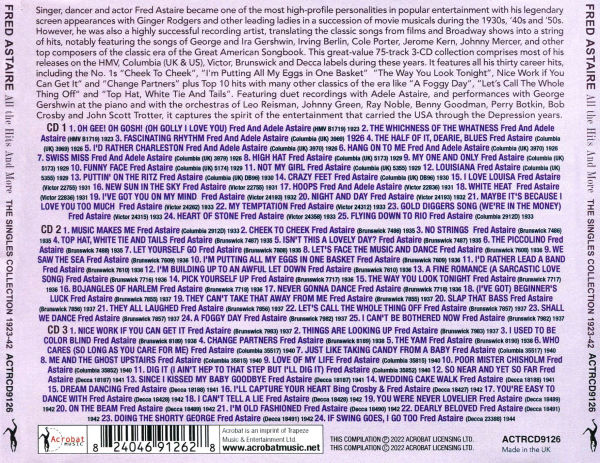 Singer, dancer and actor Fred Astaire became one of the most high-profile personalities in popular entertainment with his legendary
screen appearances with Ginger Rodgers and other leading ladies in a succession of movie musicals during the 1930s, '40s and '50s.
However, he was also a highly successful recording artist, translating the classic songs from films and Broadway shows into a string
of hits, notably featuring the songs of George and Ira Gershwin, Irving Berlin, Cole Porter, Jerome Kern, Johnny Mercer, and other
top composers of the classic era of the Great American Songbook. This great-value 75-track 3-CD collection comprises most of his
releases on the HMV, Columbia (UK & US), Victor, Brunswick and Decca labels during these years. It features all his thirty chart hits,
including the No. 1s "Cheek To Cheek", "I'm Putting All My Eggs in One Basket" "The Way You Look Tonight", Nice Work if You
Can Get It" and "Change Partners" plus Top 10 hits with many other classics of the era like "A Foggy Day", "Let's Call The Whole
Thing Off" and "Top Hat, White Tie And Tails". Featuring duet recordings with Adele Astaire, and performances with George
Gershwin at the piano and with the orchestras of Leo Reisman, Johnny Green, Ray Noble, Benny Goodman, Perry Botkin, Bob
Crosby and John Scott Trotter, it captures the spirit of the entertainment that carried the USA through the Depression years.
CD 1 1. OH GEE! OH GOSH! (OH GOLLY I LOVE YOU) Fred And Adele Astaire (HMV B1719) 1923 2. THE WHICHNESS OF THE WHATNESS Fred And Adele
Astaire (HMV B1719) 1923 3. FASCINATING RHYTHM Fred And Adele Astaire (Columbia (UK) 3969) 1926 4. THE HALF OF IT, DEARIE, BLUES Fred Astaire (Columbia
(UK) 3969) 1926 5. I'D RATHER CHARLESTON Fred And Adele Astaire (Columbia (UK) 3970) 1926 6. HANG ON TO ME Fred And Adele Astaire (Columbia (UK) 3970) 1926
7. SWISS MISS Fred And Adele Astaire (Columbia (UK) 3970) 1926 8. HIGH HAT Fred Astaire (Columbia (UK) 5173) 1929 9. MY ONE AND ONLY Fred Astaire (Columbia (UK) 5173)
1929 10. FUNNY FACE Fred And Adele Astaire (Columbia (UK) 5174) 1929 11. NOT MY GIRL Fred Astaire (Columbia (UK) 5355) 1929 12. LOUISIANA Fred Astaire (Columbia (UK)
5355) 1929 13. PUTTIN' ON THE RITZ Fred Astaire (Columbia (UK) DB96) 1930 14. CRAZY FEET Fred Astaire (Columbia (UK) DB96) 1930 15. I LOVE LOUISA Fred Astaire
(Victor 22755) 1931 16. NEW SUN IN THE SKY Fred Astaire (Victor 22755) 1931 17. HOOPS Fred And Adele Astaire (Victor 22836) 1931 18. WHITE HEAT Fred Astaire
(Victor 22836) 1931 19. I'VE GOT YOU ON MY MIND Fred Astaire (Victor 24193) 1932 20. NIGHT AND DAY Fred Astaire (Victor 24193) 1932 21. MAYBE IT'S BECAUSE I
LOVE YOU TOO MUCH Fred Astaire (Victor 24262) 1933 22. MY TEMPTATION Fred Astaire (Victor 24262) 1933 23. GOLD DIGGERS SONG (WE'RE IN THE MONEY)
Fred Astaire (Victor 24315) 1933 24. HEART OF STONE Fred Astaire (Victor 24358) 1933 25. FLYING DOWN TO RIO Fred Astaire (Columbia 2912D) 1933
CD 2 1. MUSIC MAKES ME Fred Astaire (Columbia 2912D) 1933 2. CHEEK TO CHEEK Fred Astaire (Brunswick 7486) 1935 3. NO STRINGS Fred Astaire (Brunswick 7486)
1935 4. TOP HAT, WHITE TIE AND TAILS Fred Astaire (Brunswick 7487) 1935 5. ISN'T THIS A LOVELY DAY? Fred Astaire (Brunswick 7487) 1935 6. THE PICCOLINO Fred Astaire
(Brunswick 7488) 1935 7. LET YOURSELF GO Fred Astaire (Brunswick 7608) 1936 8. LET'S FACE THE MUSIC AND DANCE Fred Astaire (Brunswick 7608) 1936 9. WE
SAW THE SEA Fred Astaire (Brunswick 7609) 1936 10. I'M PUTTING ALL MY EGGS IN ONE BASKET Fred Astaire (Brunswick 7609) 1936 11. I'D RATHER LEAD A BAND
Fred Astaire (Brunswick 7610) 1936 12. I'M BUILDING UP TO AN AWFUL LET DOWN Fred Astaire (Brunswick 7610) 1936 13. A FINE ROMANCE (A SARCASTIC LOVE
SONG) Fred Astaire (Brunswick 7716) 1936 14. PICK YOURSELF UP Fred Astaire (Brunswick 7717) 1936 15. THE WAY YOU LOOK TONIGHT Fred Astaire (Brunswick 7717)
1936 16. BOJANGLES OF HARLEM Fred Astaire (Brunswick 7718) 1936 17. NEVER GONNA DANCE Fred Astaire (Brunswick 7718) 1936 18. (I'VE GOT) BEGINNER'S
LUCK Fred Astaire (Brunswick 7855) 1937 19. THEY CAN'T TAKE THAT AWAY FROM ME Fred Astaire (Brunswick 7855) 1937 20. SLAP THAT BASS Fred Astaire
(Brunswick 7856) 1937 21. THEY ALL LAUGHED Fred Astaire (Brunswick 7856) 1937 22. LET'S CALL THE WHOLE THING OFF Fred Astaire (Brunswick 7857) 1937 23. SHALL
WE DANCE Fred Astaire (Brunswick 7857) 1937 24. A FOGGY DAY Fred Astaire (Brunswick 7982) 1937 25. I CAN'T BE BOTHERED NOW Fred Astaire (Brunswick 7982) 1937
CD 3 1. NICE WORK IF YOU CAN GET IT Fred Astaire (Brunswick 7983) 1937 2. THINGS ARE LOOKING UP Fred Astaire (Brunswick 7983) 1937 3. I USED TO BE
COLOR BLIND Fred Astaire (Brunswick 8189) 1938 4. CHANGE PARTNERS Fred Astaire (Brunswick 8189) 1938 5. THE YAM Fred Astaire (Brunswick 8190) 1938 6. WHO
CARES (SO LONG AS YOU CARE FOR ME) Fred Astaire (Columbia 35517) 1940 7. JUST LIKE TAKING CANDY FROM A BABY Fred Astaire (Columbia 35517) 1940
8. ME AND THE GHOST UPSTAIRS Fred Astaire (Columbia 35815) 1940 9. LOVE OF MY LIFE Fred Astaire (Columbia 35815) 1940 10. POOR MISTER CHISHOLM Fred
Astaire (Columbia 35852) 1940 11. DIG IT (I AIN'T HEP TO THAT STEP BUT I'LL DIG IT) Fred Astaire (Columbia 35852) 1940 12. SO NEAR AND YET SO FAR Fred
Astaire (Decca 18187) 1941 13. SINCE I KISSED MY BABY GOODBYE Fred Astaire (Decca 18187) 1941 14. WEDDING CAKE WALK Fred Astaire (Decca 18188) 1941
15. DREAM DANCING Fred Astaire (Decca 18188) 1941 16. I'LL CAPTURE YOUR HEART Bing Crosby & Fred Astaire (Decca 18427) 1942 17. YOU'RE EASY TO
DANCE WITH Fred Astaire (Decca 18428) 1942 18. I CAN'T TELL A LIE Fred Astaire (Decca 18428) 1942 19. YOU WERE NEVER LOVELIER Fred Astaire (Decca 18489)
1942 20. ON THE BEAM Fred Astaire (Decca 18489) 1942 21. I'M OLD FASHIONED Fred Astaire (Decca 18490) 1942 22. DEARLY BELOVED Fred Astaire (Decca 18491)
1942 23. DOING THE SHORTY GEORGE Fred Astaire (Decca 18491) 1942 24. IF SWING GOES, I GO TOO Fred Astaire (Decca 23388) 1944
Acrobat
music
8 24046 91262 8
Acrobat is an imprint of Trapeze
Music & Entertainment Ltd.
www.acrobatmusic.net
THIS COMPILATION Ⓟ 2022 ACROBAT LICENSING LTD.
THIS COMPILATION © 2022 ACROBAT LICENSING LTD.
ACTRCD9126
Made in the UK
FRED ASTAIRE All the Hits And More THE SINGLES COLLECTION 1923-42 ACTRCD9126
FRED ASTAIRE All the Hits And More THE SINGLES COLLECTION 1923-42 ACTRCD9126